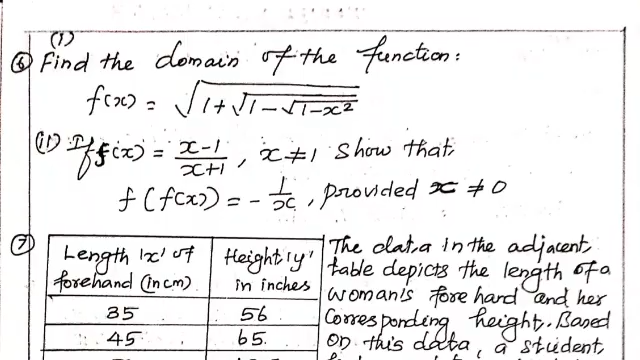 (i)
⑥ Find the domain of the function:
f(x) = √(1+√(1-√(1-x²)))
(ii) If f(x) = (x-1)/(x+1), x ≠ 1 Show that,
f(f(x)) = - 1/x, provided x ≠ 0
⑦
Length 'x' of forehand (in cm) | Height 'y' in inches
35 | 56
45 | 65
The data in the adjacent
table depicts the length of a
woman's fore hand and her
Corresponding height. Based
on this data, a student